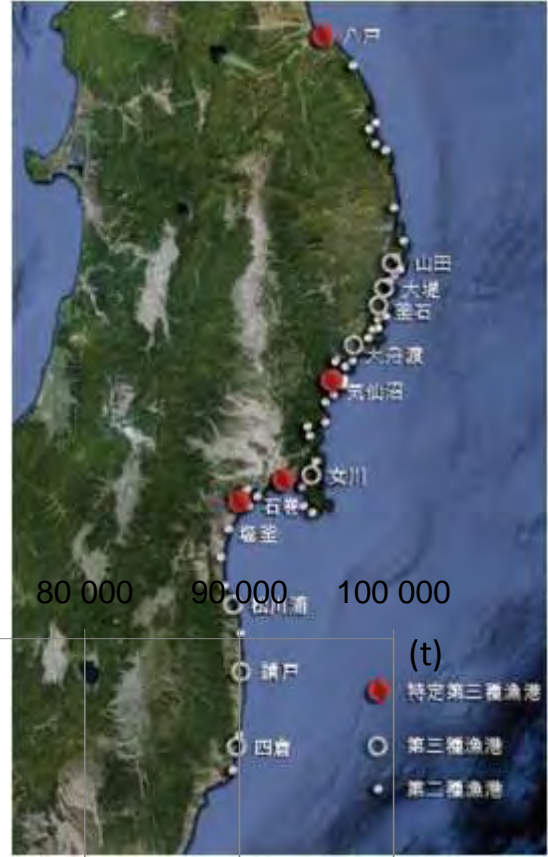 八戸
山田
大堤
釜石
大舟渡
気仙沼
女川
石巻
塩釜
80 000 90 000 100 000
松川浦
請戸
(t)
特定第三種漁港
四倉
第三種漁港
第二種漁港